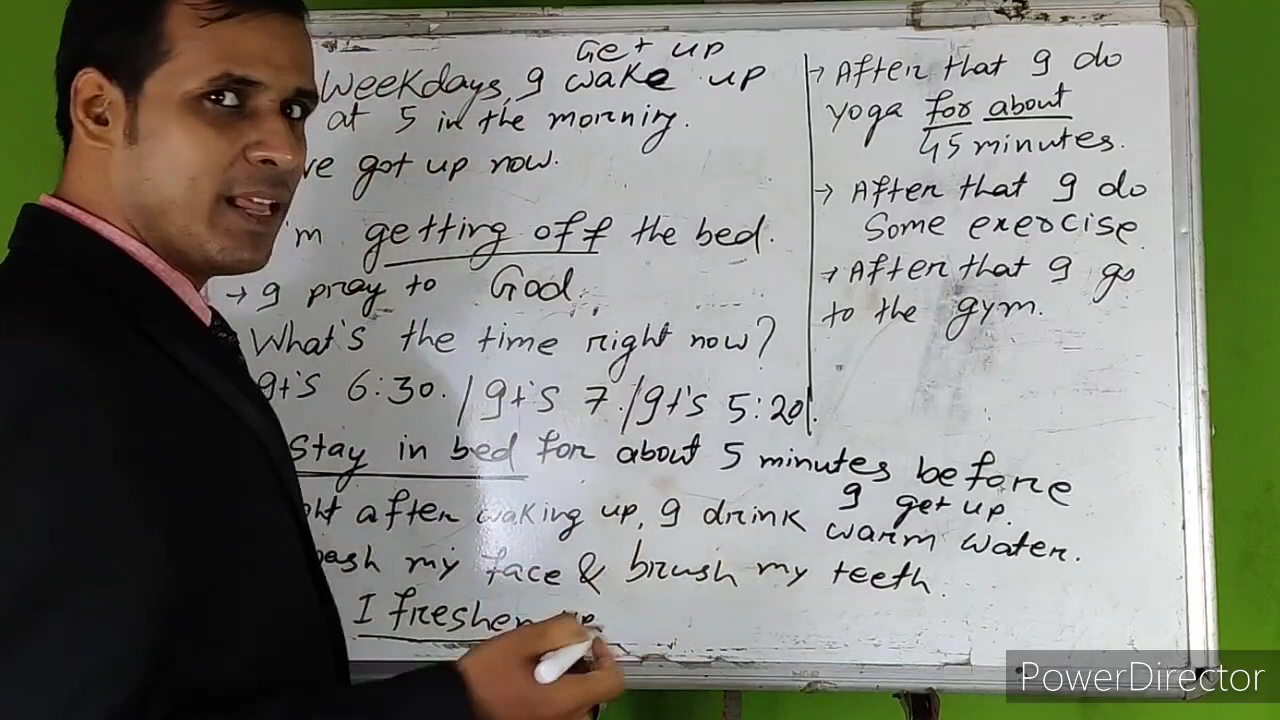 Get up
Weekdays, I wake up
at 5 in the morning.
've got up now.
'm getting off the bed.
→ I pray to God.
What's the time right now?
It's 6:30. / It's 7. / It's 5:20.
Stay in bed for about 5 minutes before
I get up.
after waking up, I drink warm water.
my face & brush my teeth.
I freshen up
→ After that I do
yoga for about
45 minutes.
→ After that I do
Some exercise.
→ After that I go
to the gym.
PowerDirector